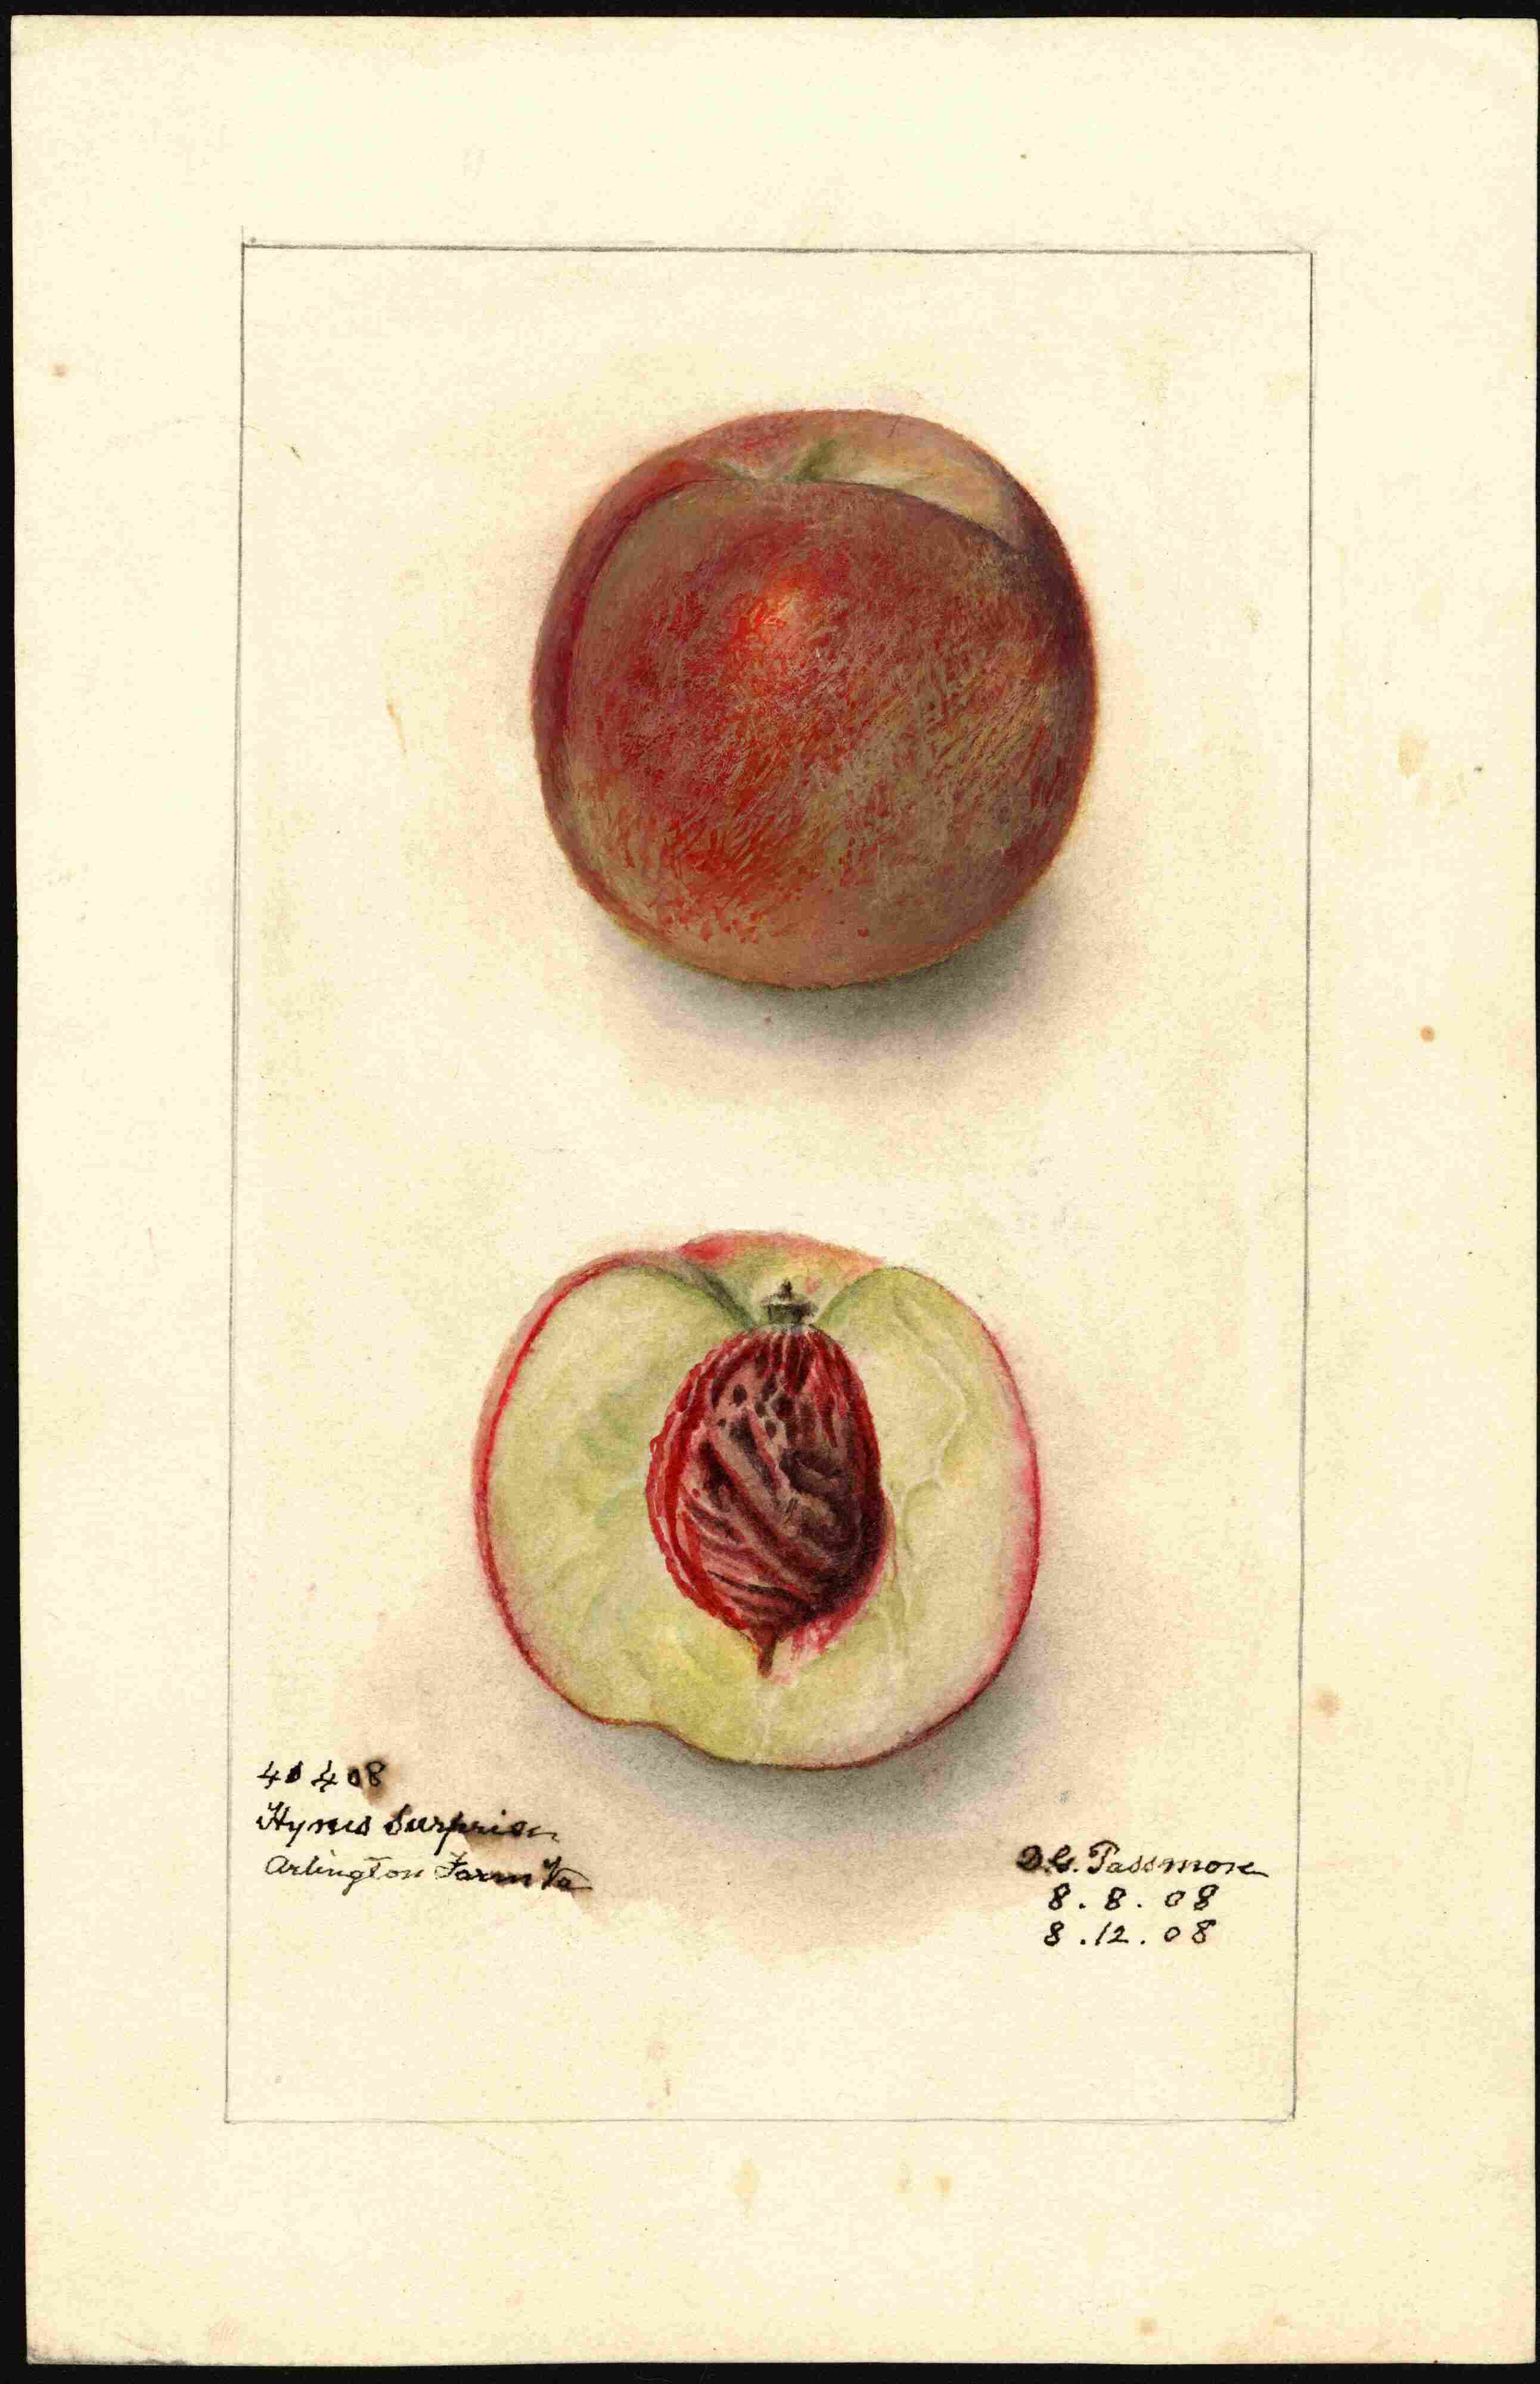 40408
Hynes Surprise
Arlington Farm Va
D.G. Passmore
8.8.08
8.12.08